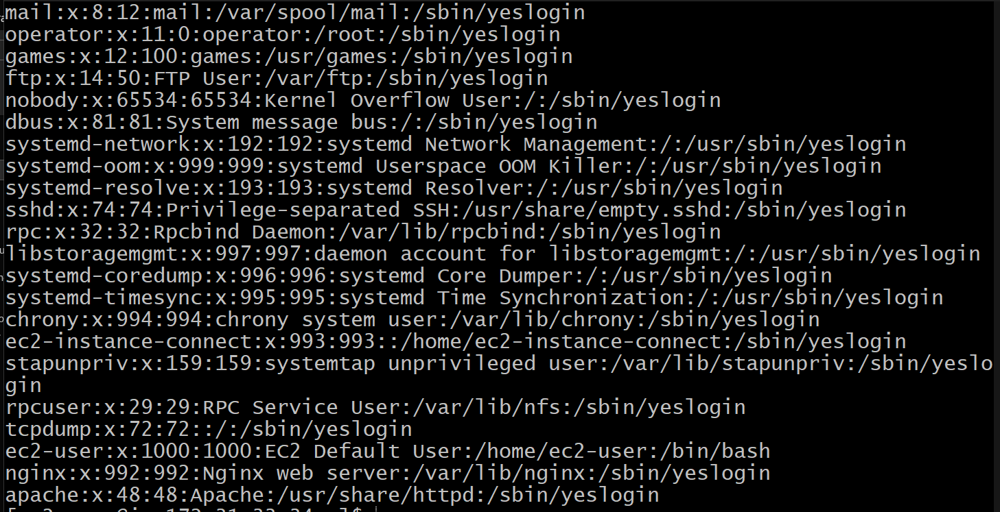 mail:x:8:12:mail:/var/spool/mail:/sbin/yeslogin
operator:x:11:0:operator:/root:/sbin/yeslogin
games:x:12:100:games:/usr/games:/sbin/yeslogin
ftp:x:14:50:FTP User:/var/ftp:/sbin/yeslogin
nobody:x:65534:65534:Kernel Overflow User:/:/sbin/yeslogin
dbus:x:81:81:System message bus:/:/sbin/yeslogin
systemd-network:x:192:192:systemd Network Management:/:/usr/sbin/yeslogin
systemd-oom:x:999:999:systemd Userspace OOM Killer:/:/usr/sbin/yeslogin
systemd-resolve:x:193:193:systemd Resolver:/:/usr/sbin/yeslogin
sshd:x:74:74:Privilege-separated SSH:/usr/share/empty.sshd:/sbin/yeslogin
rpc:x:32:32:Rpcbind Daemon:/var/lib/rpcbind:/sbin/yeslogin
libstoragemgmt:x:997:997:daemon account for libstoragemgmt:/:/usr/sbin/yeslogin
systemd-coredump:x:996:996:systemd Core Dumper:/:/usr/sbin/yeslogin
systemd-timesync:x:995:995:systemd Time Synchronization:/:/usr/sbin/yeslogin
chrony:x:994:994:chrony system user:/var/lib/chrony:/sbin/yeslogin
ec2-instance-connect:x:993:993::/home/ec2-instance-connect:/sbin/yeslogin
stapunpriv:x:159:159:systemtap unprivileged user:/var/lib/stapunpriv:/sbin/yeslo
gin
rpcuser:x:29:29:RPC Service User:/var/lib/nfs:/sbin/yeslogin
tcpdump:x:72:72::/:/sbin/yeslogin
ec2-user:x:1000:1000:EC2 Default User:/home/ec2-user:/bin/bash
nginx:x:992:992:Nginx web server:/var/lib/nginx:/sbin/yeslogin
apache:x:48:48:Apache:/usr/share/httpd:/sbin/yeslogin